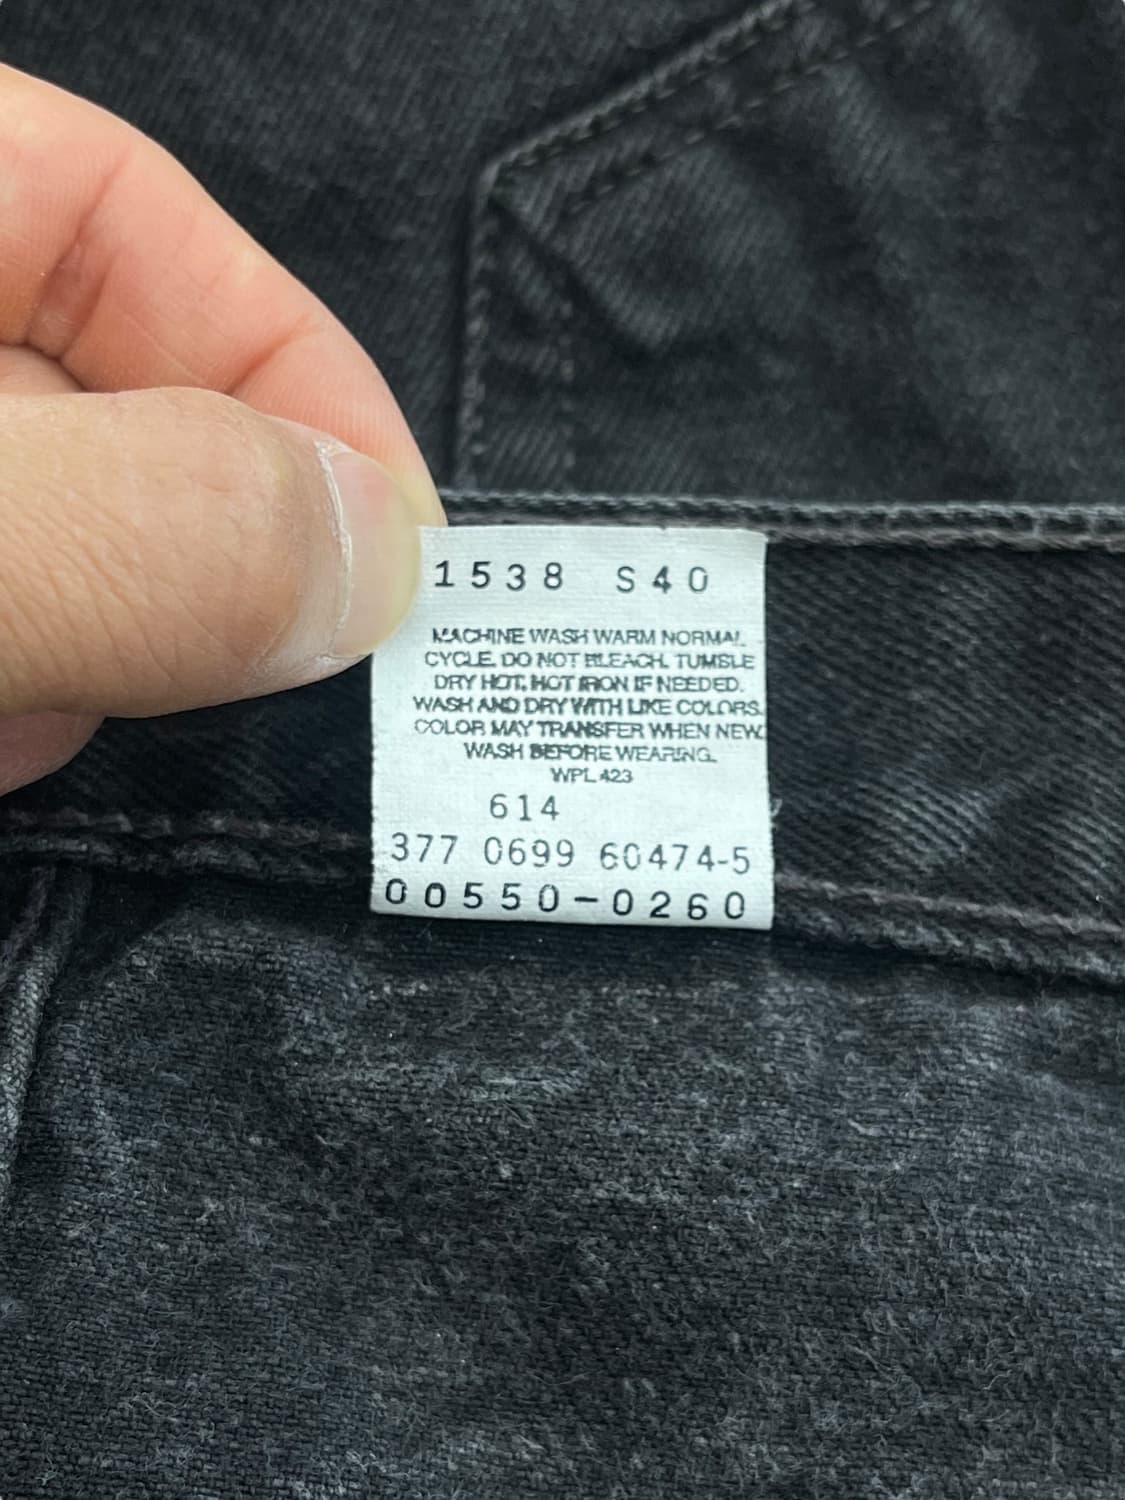 1538 S40
MACHINE WASH WARM NORMAL
CYCLE. DO NOT BLEACH. TUMBLE
DRY HOT. HOT IRON IF NEEDED.
WASH AND DRY WITH LIKE COLORS.
COLOR MAY TRANSFER WHEN NEW.
WASH BEFORE WEARING.
WPL 423
614
377 0699 60474-5
00550-0260